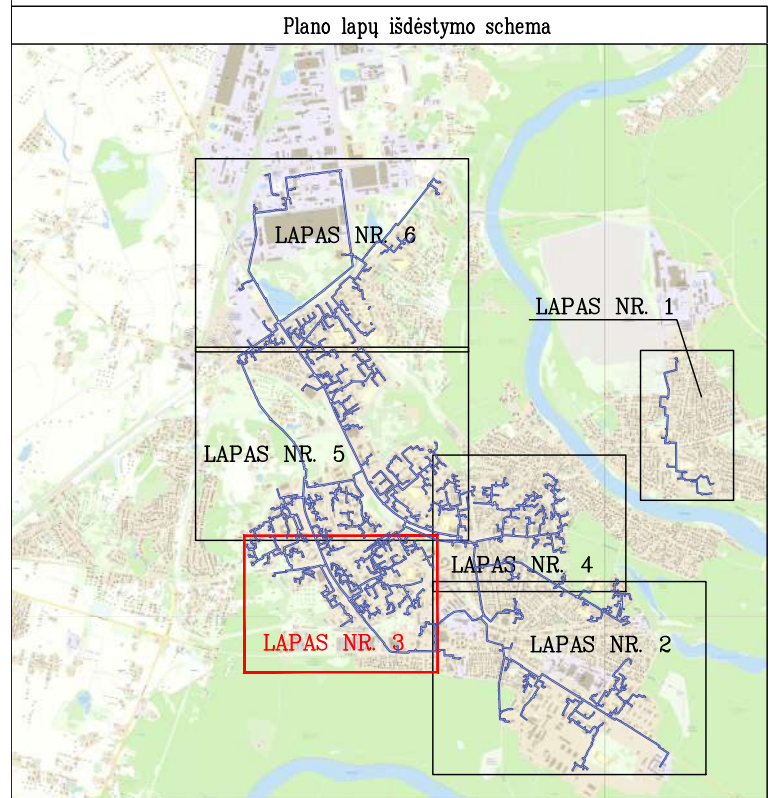 Plano lapų išdėstymo schema
LAPAS NR. 6
LAPAS NR. 1
LAPAS NR. 5
LAPAS NR. 4
LAPAS NR. 3
LAPAS NR. 2